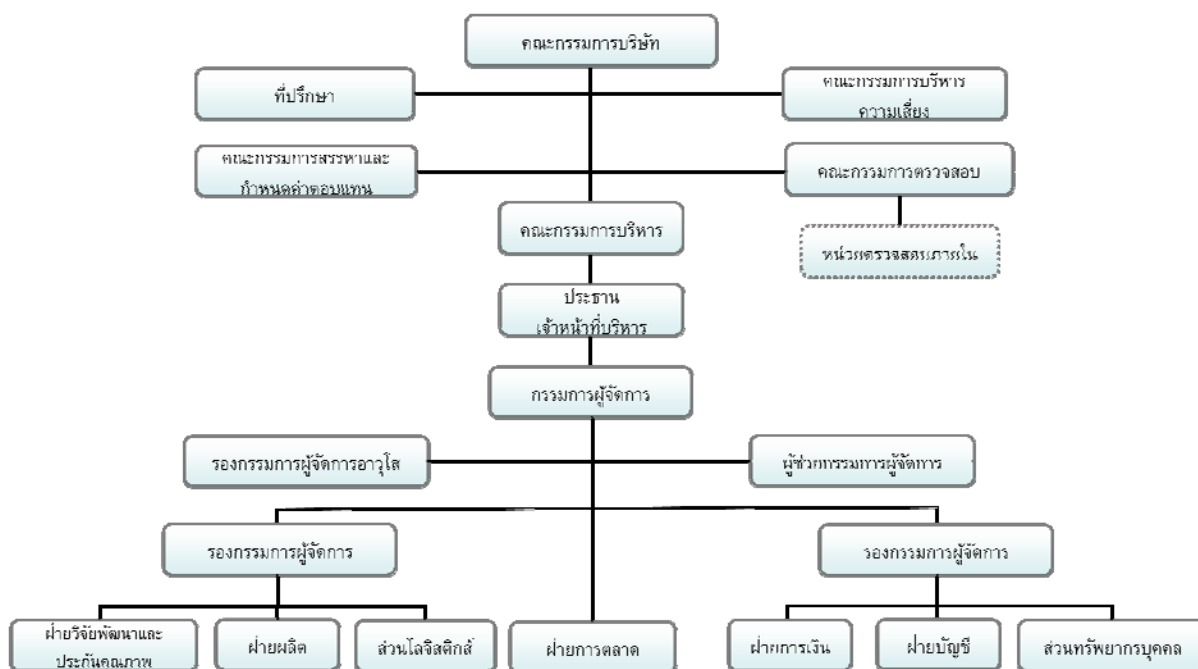 คณะกรรมการบริษัท
ที่ปรึกษา
คณะกรรมการบริหาร
ความเสี่ยง
คณะกรรมการสรรหาและ
กำหนดค่าตอบแทน
คณะกรรมการตรวจสอบ
คณะกรรมการบริหาร
หน่วยตรวจสอบภายใน
ประธาน
เจ้าหน้าที่บริหาร
กรรมการผู้จัดการ
รองกรรมการผู้จัดการอาวุโส
ผู้ช่วยกรรมการผู้จัดการ
รองกรรมการผู้จัดการ
รองกรรมการผู้จัดการ
ฝ่ายวิจัยพัฒนาและ
ประกันคุณภาพ
ฝ่ายผลิต
ส่วนโลจิสติกส์
ฝ่ายการตลาด
ฝ่ายการเงิน
ฝ่ายบัญชี
ส่วนทรัพยากรบุคคล